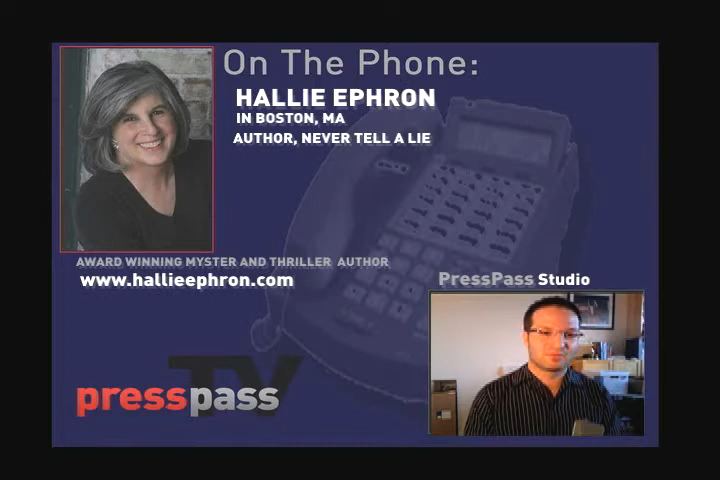 On The Phone:
HALLIE EPHRON
IN BOSTON, MA
AUTHOR, NEVER TELL A LIE
AWARD WINNING MYSTER AND THRILLER AUTHOR
www.hallieephron.com
PressPass Studio
TV
presspass